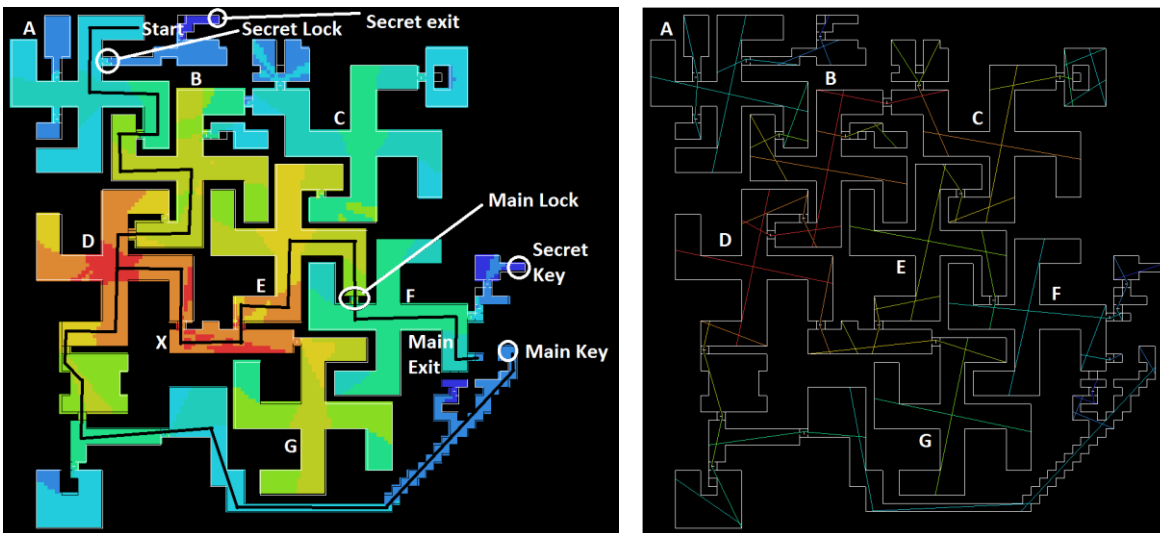 A
Start
Secret Lock
Secret exit
B
C
Main Lock
D
Secret
Key
E
F
X
Main
Exit
Main Key
G
A
B
C
D
E
F
G